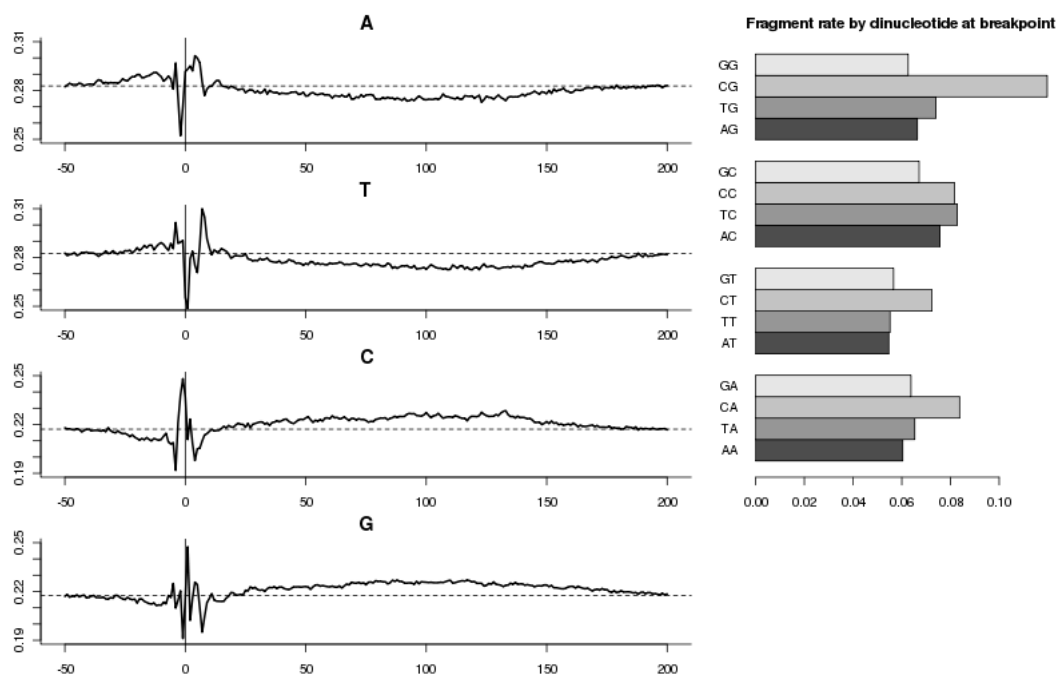 A
0.31
0.28
0.25
-50 0 50 100 150 200
T
0.31
0.28
0.25
-50 0 50 100 150 200
C
0.25
0.22
0.19
-50 0 50 100 150 200
G
0.25
0.22
0.19
-50 0 50 100 150 200
Fragment rate by dinucleotide at breakpoint
GG
CG
TG
AG
GC
CC
TC
AC
GT
CT
TT
AT
GA
CA
TA
AA
0.00 0.02 0.04 0.06 0.08 0.10